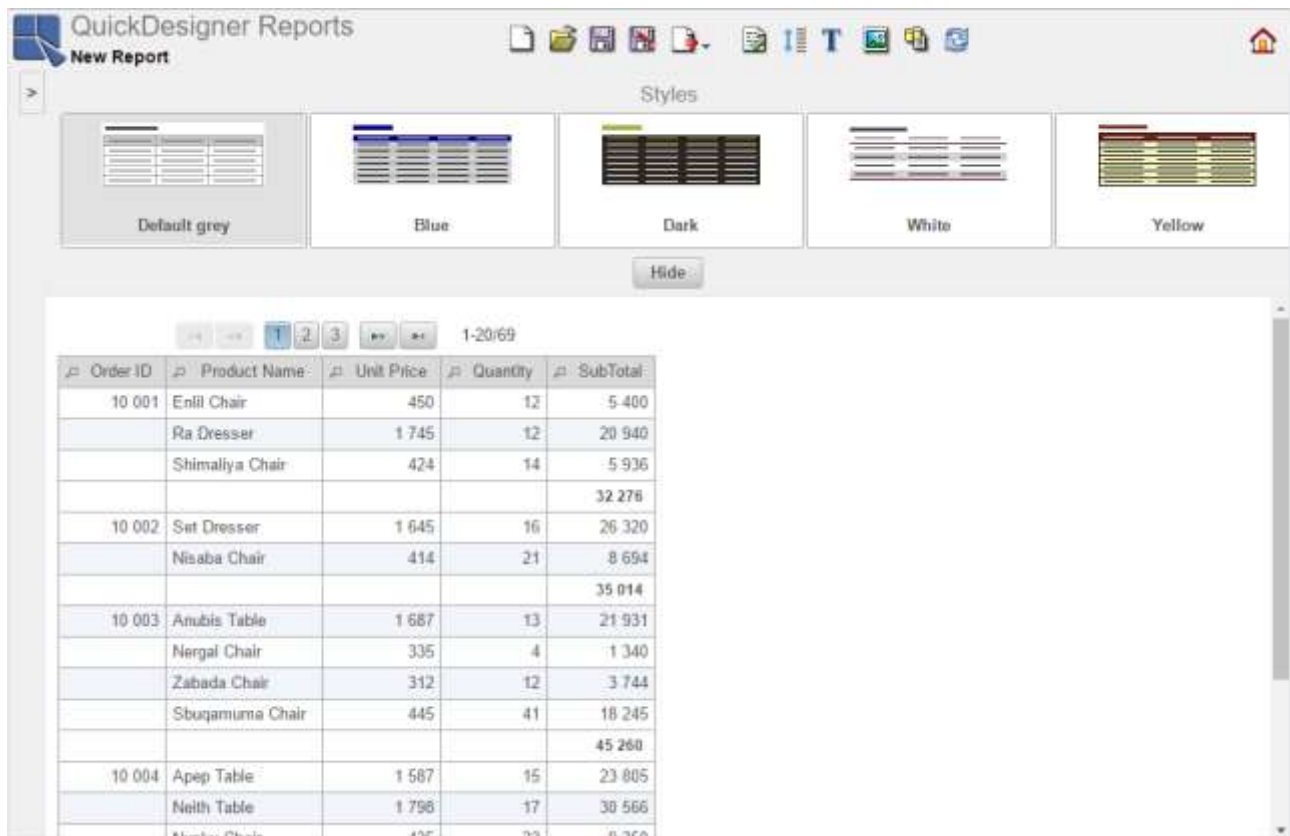 QuickDesigner Reports
New Report
>
Styles
Default grey Blue Dark White Yellow
Hide
1 2 3 1-20/69
Order ID Product Name Unit Price Quantity SubTotal
10 001 Enlil Chair 450 12 5 400
Ra Dresser 1 745 12 20 940
Shimaliya Chair 424 14 5 936
32 276
10 002 Set Dresser 1 645 16 26 320
Nisaba Chair 414 21 8 694
35 014
10 003 Anubis Table 1 687 13 21 931
Nergal Chair 335 4 1 340
Zabada Chair 312 12 3 744
Sbuqamuma Chair 445 41 18 245
45 260
10 004 Apep Table 1 587 15 23 805
Neith Table 1 798 17 30 566
Chair